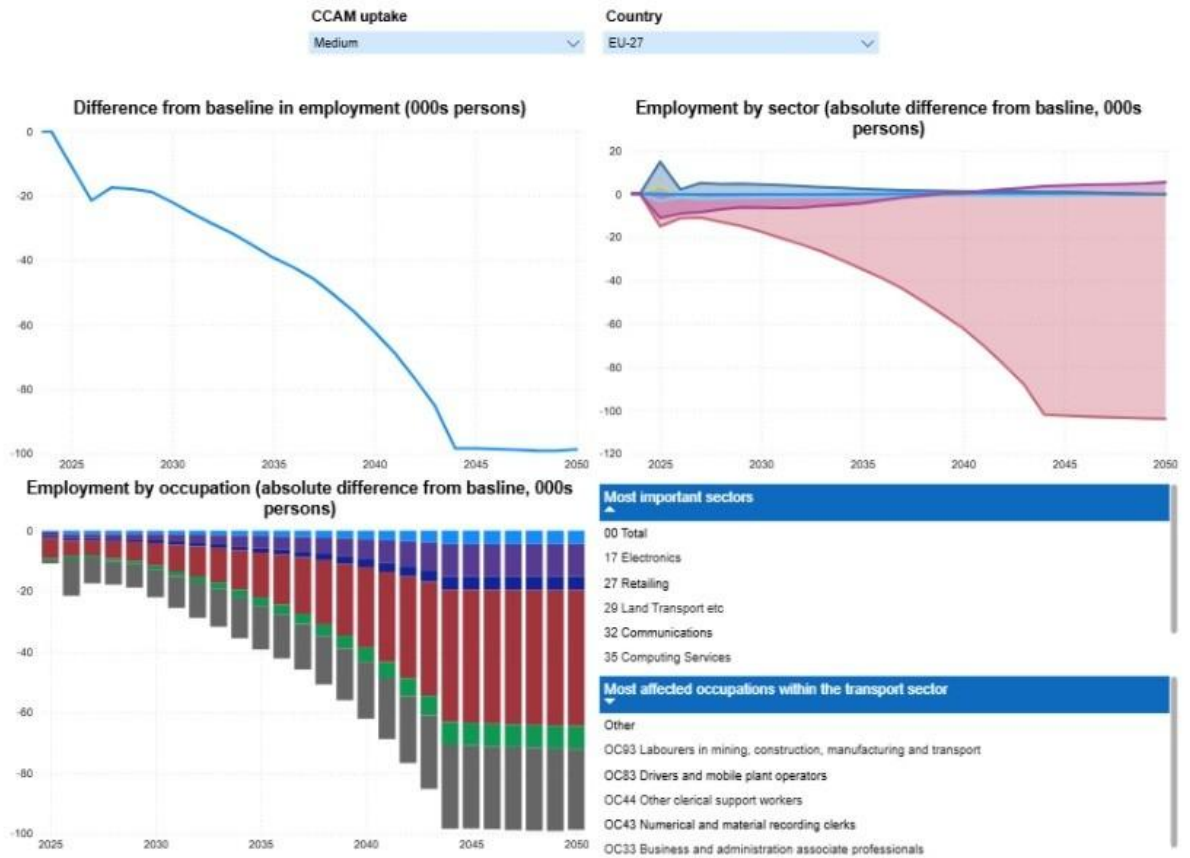 CCAM uptake
Medium
Country
EU-27
Difference from baseline in employment (000s persons)
0
-20
-40
-60
-80
-100
2025 2030 2035 2040 2045 2050
Employment by sector (absolute difference from basline, 000s
persons)
20
0
-20
-40
-60
-80
-100
-120
2025 2030 2035 2040 2045 2050
Employment by occupation (absolute difference from basline, 000s
persons)
0
-20
-40
-60
-80
-100
2025 2030 2035 2040 2045 2050
Most important sectors
00 Total
17 Electronics
27 Retailing
29 Land Transport etc
32 Communications
35 Computing Services
Most affected occupations within the transport sector
Other
OC93 Labourers in mining, construction, manufacturing and transport
OC83 Drivers and mobile plant operators
OC44 Other clerical support workers
OC43 Numerical and material recording clerks
OC33 Business and administration associate professionals